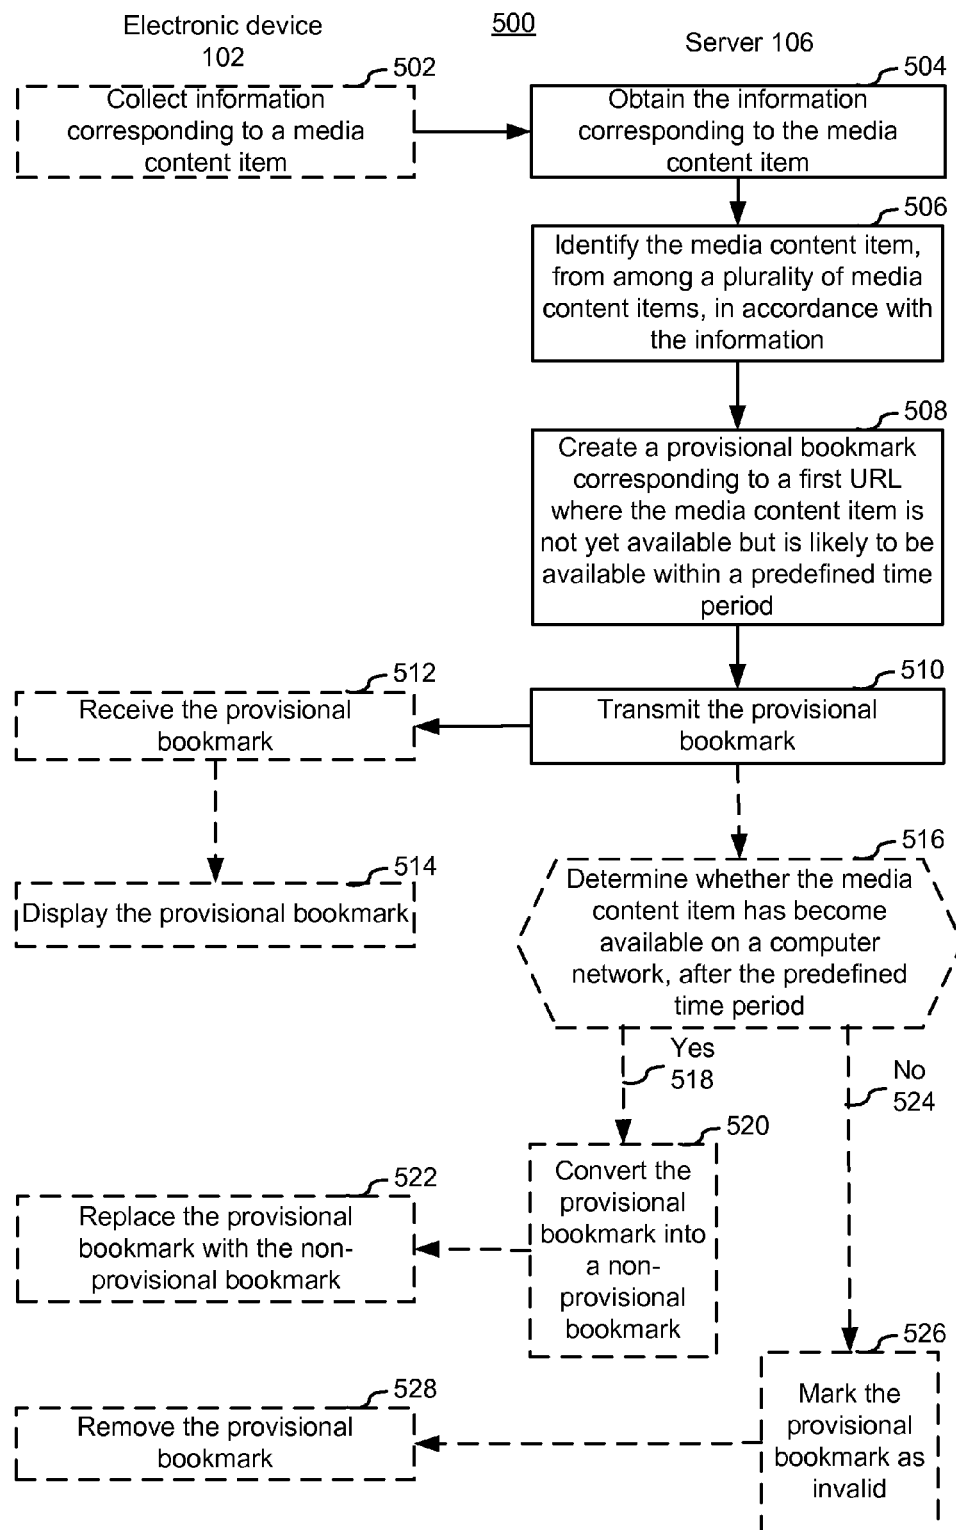 500
Electronic device
102
Server 106
502
Collect information
corresponding to a media
content item
504
Obtain the information
corresponding to the media
content item
506
Identify the media content item,
from among a plurality of media
content items, in accordance with
the information
508
Create a provisional bookmark
corresponding to a first URL
where the media content item is
not yet available but is likely to be
available within a predefined time
period
512
Receive the provisional
bookmark
510
Transmit the provisional
bookmark
514
Display the provisional bookmark
516
Determine whether the media
content item has become
available on a computer
network, after the predefined
time period
Yes
518
No
524
520
Convert the
provisional
bookmark into
a non-
provisional
bookmark
522
Replace the provisional
bookmark with the non-
provisional bookmark
526
Mark the
provisional
bookmark as
invalid
528
Remove the provisional
bookmark